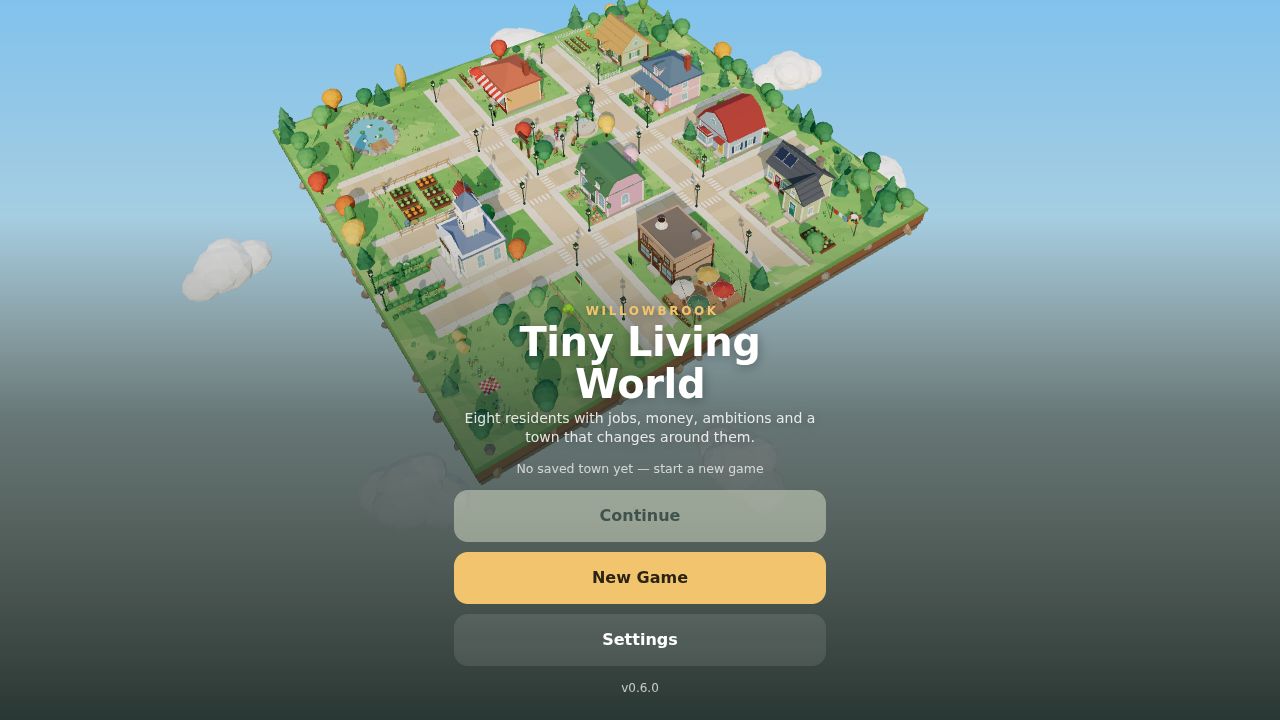 WILLOWBROOK
Tiny Living
World
Eight residents with jobs, money, ambitions and a
town that changes around them.
No saved town yet — start a new game
Continue
New Game
Settings
v0.6.0